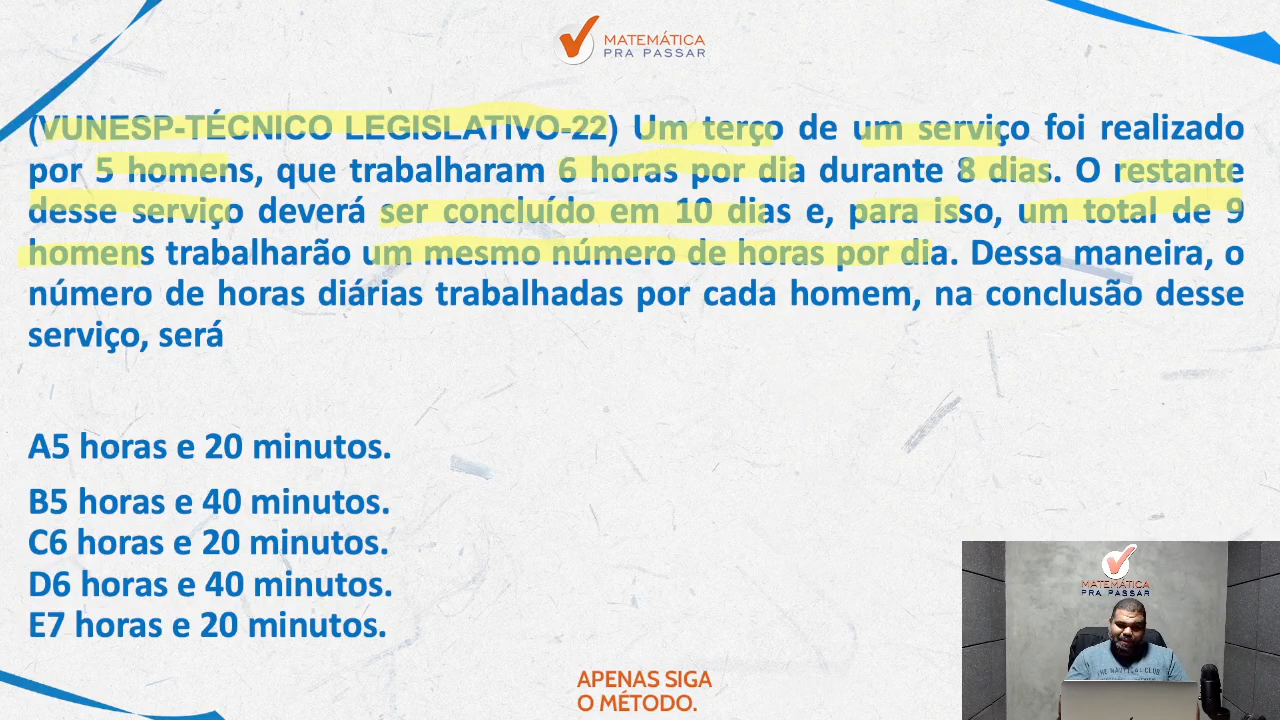 MATEMÁTICA
PRA PASSAR
(VUNESP-TÉCNICO LEGISLATIVO-22) Um terço de um serviço foi realizado
por 5 homens, que trabalharam 6 horas por dia durante 8 dias. O restante
desse serviço deverá ser concluído em 10 dias e, para isso, um total de 9
homens trabalharão um mesmo número de horas por dia. Dessa maneira, o
número de horas diárias trabalhadas por cada homem, na conclusão desse
serviço, será
A5 horas e 20 minutos.
B5 horas e 40 minutos.
C6 horas e 20 minutos.
D6 horas e 40 minutos.
E7 horas e 20 minutos.
MATEMÁTICA
PRA PASSAR
THE NAUTICAL CLUB
APENAS SIGA
O MÉTODO.